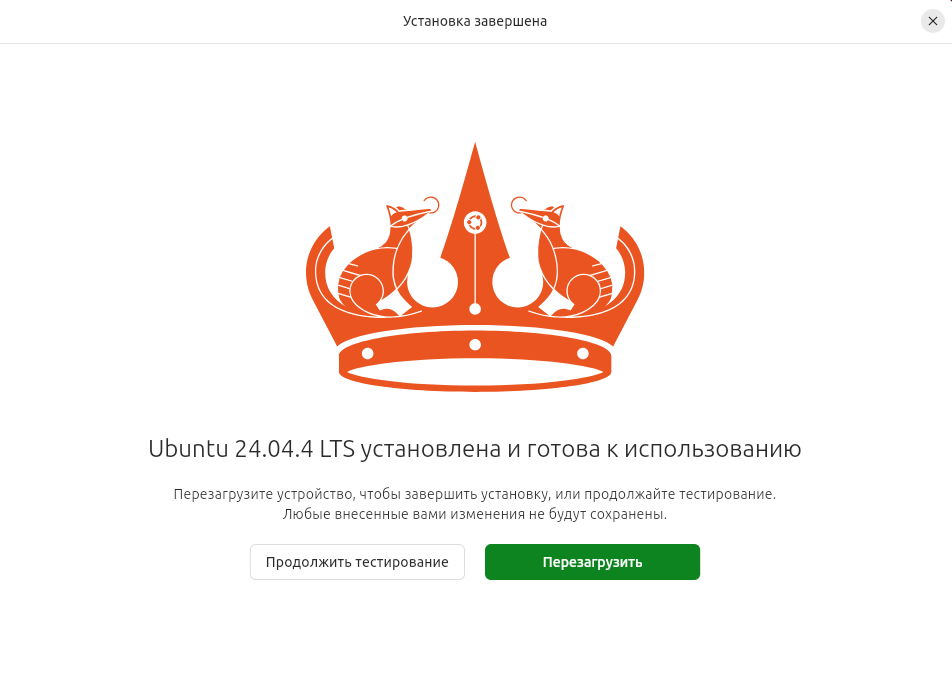 Установка завершена
Ubuntu 24.04.4 LTS установлена и готова к использованию
Перезагрузите устройство, чтобы завершить установку, или продолжайте тестирование.
Любые внесенные вами изменения не будут сохранены.
Продолжить тестирование
Перезагрузить